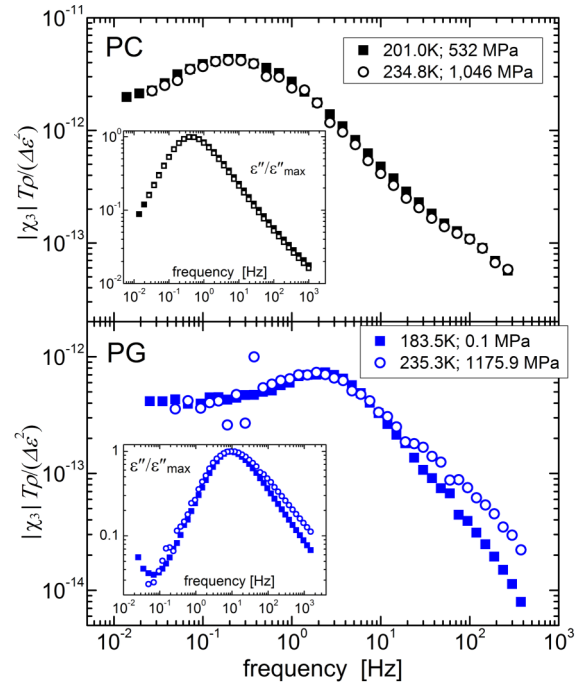 10⁻¹¹
PC
201.0K; 532 MPa
234.8K; 1,046 MPa
|χ₃| Tρ/(Δε²)
10⁻¹²
10⁻¹³
10⁰
10⁻¹
10⁻²
ε''/ε''max
frequency [Hz]
10⁻² 10⁻¹ 10⁰ 10¹ 10² 10³
PG
183.5K; 0.1 MPa
235.3K; 1175.9 MPa
|χ₃| Tρ/(Δε²)
10⁻¹²
10⁻¹³
10⁻¹⁴
ε''/ε''max
1
0.1
frequency [Hz]
10⁻² 10⁻¹ 10⁰ 10¹ 10² 10³
10⁻² 10⁻¹ 10⁰ 10¹ 10² 10³
frequency [Hz]